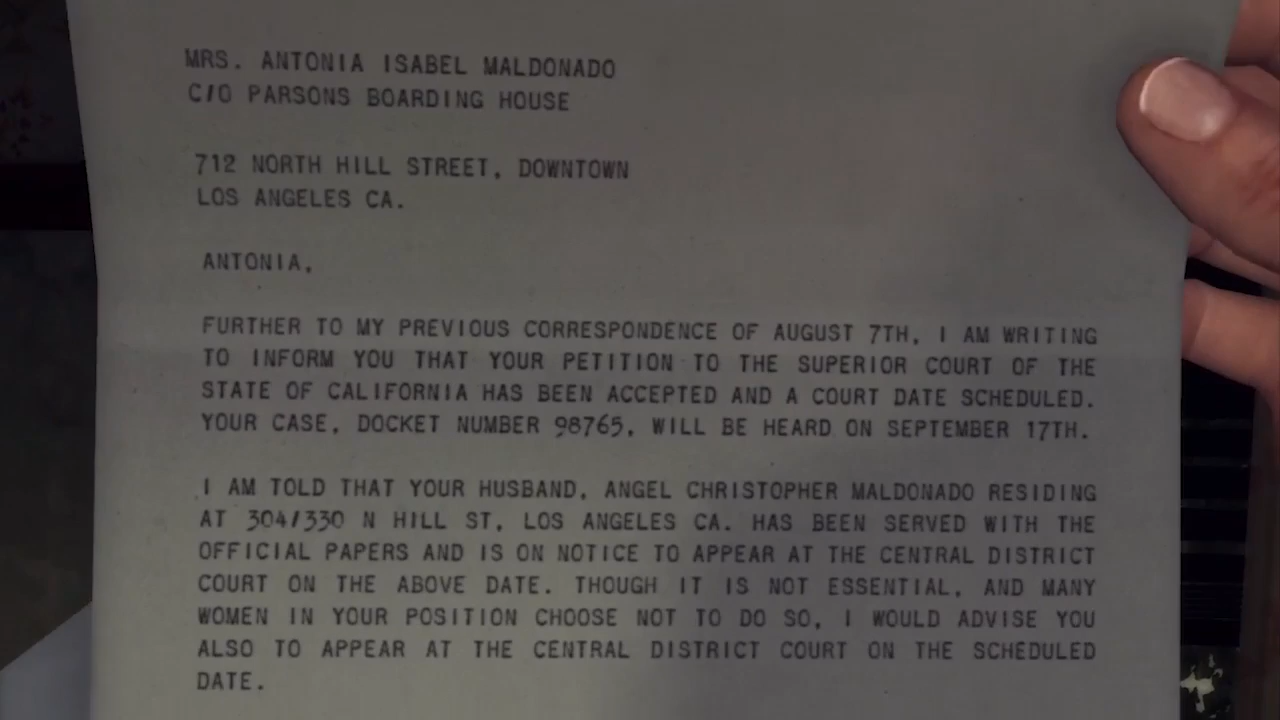 MRS. ANTONIA ISABEL MALDONADO
C/O PARSONS BOARDING HOUSE
712 NORTH HILL STREET, DOWNTOWN
LOS ANGELES CA.
ANTONIA,
FURTHER TO MY PREVIOUS CORRESPONDENCE OF AUGUST 7TH, I AM WRITING
TO INFORM YOU THAT YOUR PETITION TO THE SUPERIOR COURT OF THE
STATE OF CALIFORNIA HAS BEEN ACCEPTED AND A COURT DATE SCHEDULED.
YOUR CASE, DOCKET NUMBER 98765, WILL BE HEARD ON SEPTEMBER 17TH.
I AM TOLD THAT YOUR HUSBAND, ANGEL CHRISTOPHER MALDONADO RESIDING
AT 304/330 N HILL ST, LOS ANGELES CA. HAS BEEN SERVED WITH THE
OFFICIAL PAPERS AND IS ON NOTICE TO APPEAR AT THE CENTRAL DISTRICT
COURT ON THE ABOVE DATE. THOUGH IT IS NOT ESSENTIAL, AND MANY
WOMEN IN YOUR POSITION CHOOSE NOT TO DO SO, I WOULD ADVISE YOU
ALSO TO APPEAR AT THE CENTRAL DISTRICT COURT ON THE SCHEDULED
DATE.